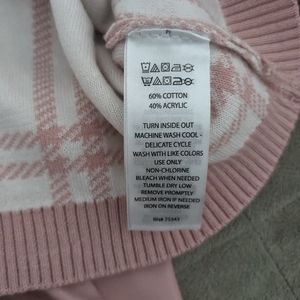 60% COTTON
40% ACRYLIC
TURN INSIDE OUT
MACHINE WASH COOL -
DELICATE CYCLE
WASH WITH LIKE COLORS
USE ONLY
NON-CHLORINE
BLEACH WHEN NEEDED
TUMBLE DRY LOW
REMOVE PROMPTLY
MEDIUM IRON IF NEEDED
IRON ON REVERSE